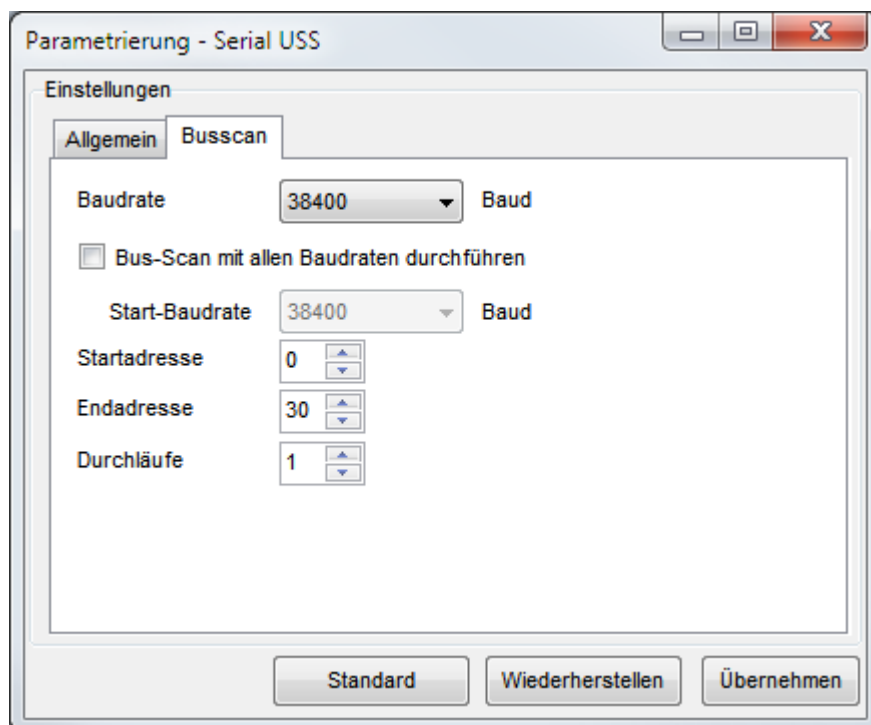 Parametrierung - Serial USS
Einstellungen
Allgemein Busscan
Baudrate 38400 Baud
Bus-Scan mit allen Baudraten durchführen
Start-Baudrate 38400 Baud
Startadresse 0
Endadresse 30
Durchläufe 1
Standard Wiederherstellen Übernehmen